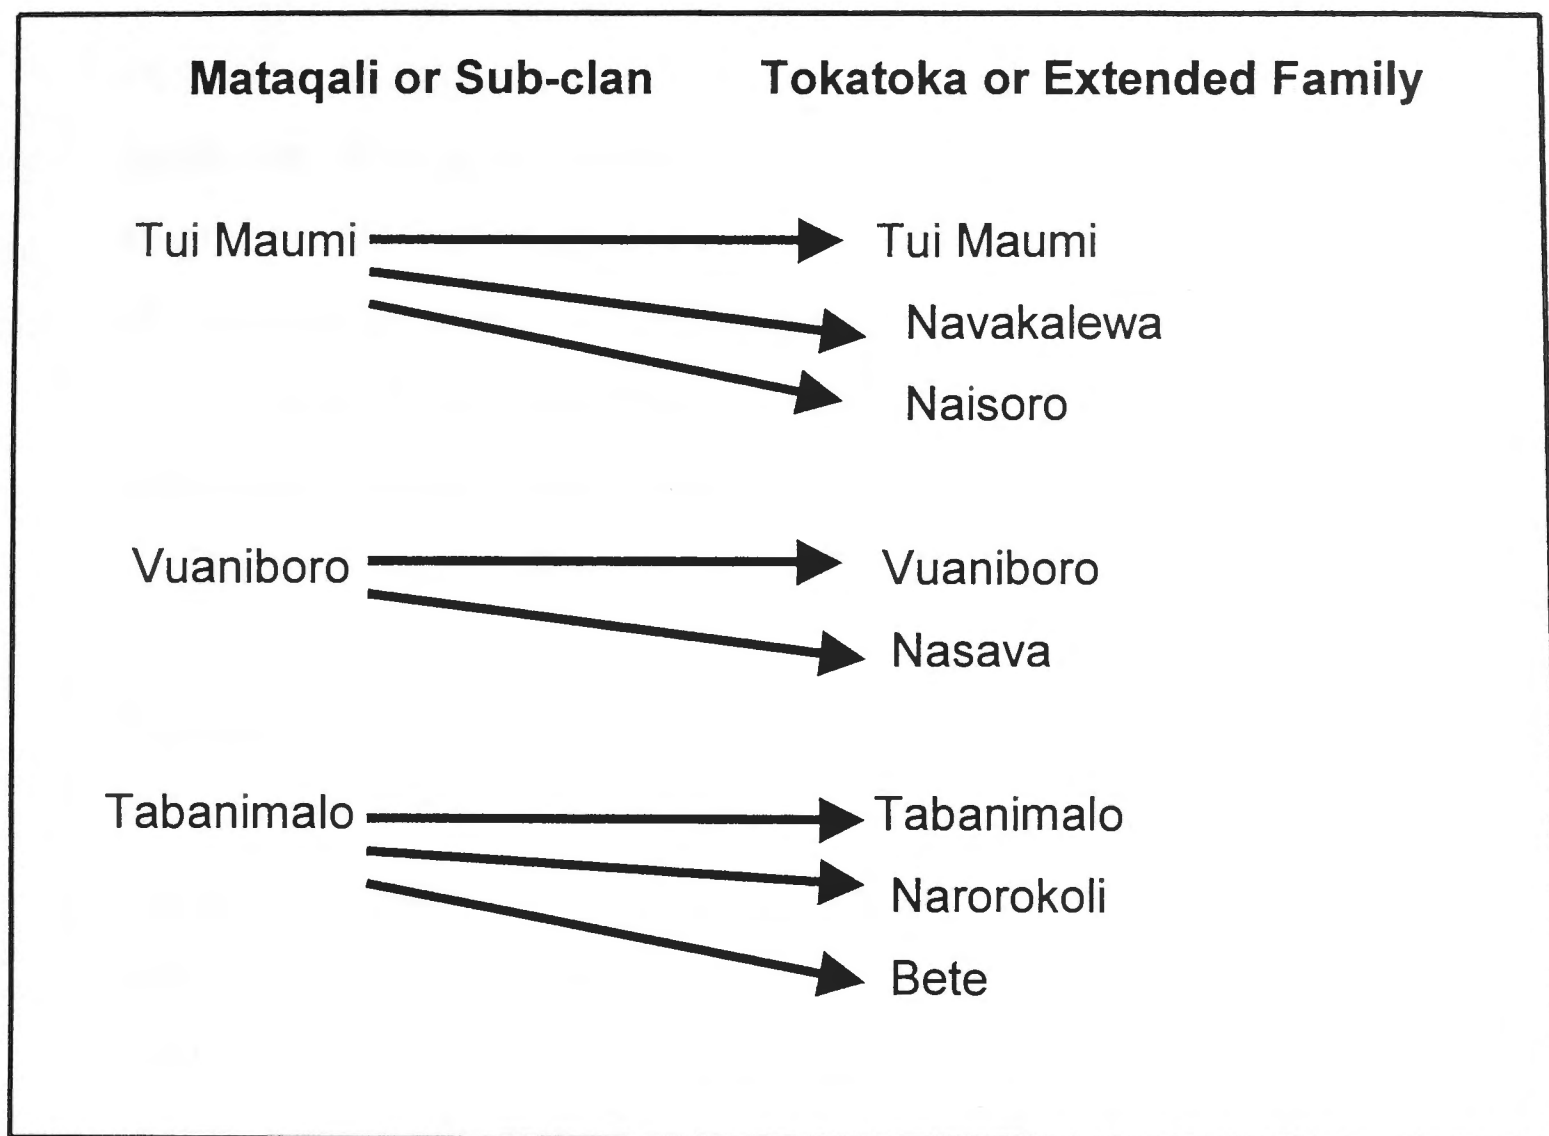 Mataqali or Sub-clan Tokatoka or Extended Family
Tui Maumi Tui Maumi
Navakalewa
Naisoro
Vuaniboro Vuaniboro
Nasava
Tabanimalo Tabanimalo
Narorokoli
Bete